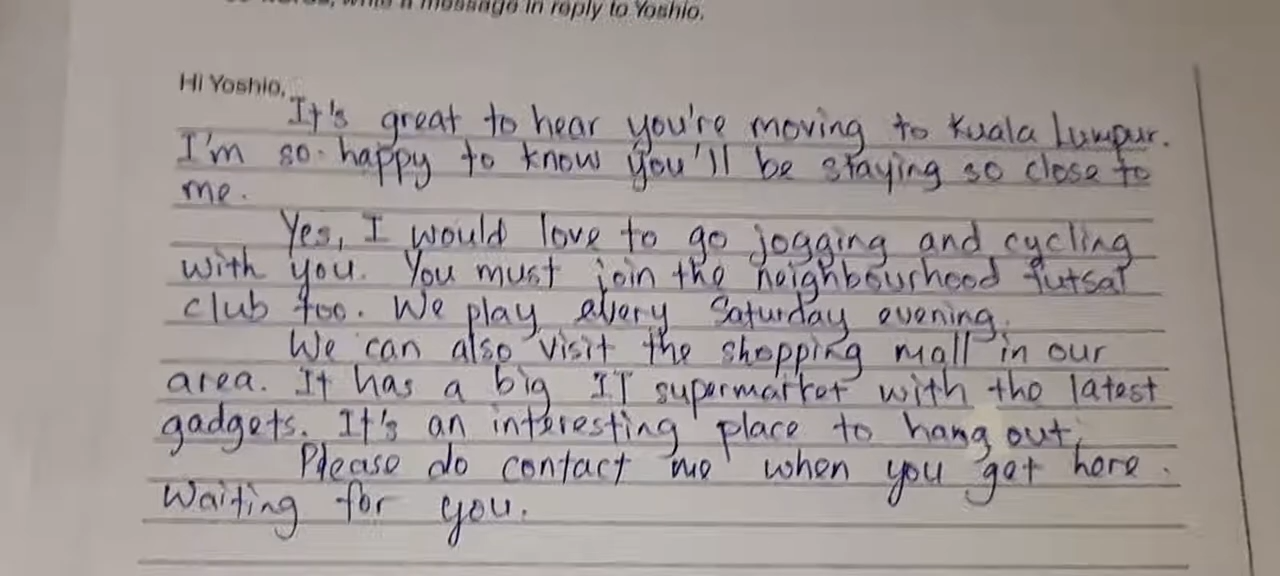 write a message in reply to Yoshio.
Hi Yoshio,
It's great to hear you're moving to Kuala Lumpur.
I'm so happy to know you'll be staying so close to
me.
Yes, I would love to go jogging and cycling
with you. You must join the neighbourhood futsal
club too. We play every Saturday evening.
We can also visit the shopping mall in our
area. It has a big IT supermarket with the latest
gadgets. It's an interesting place to hang out.
Please do contact me when you get here.
Waiting for you.